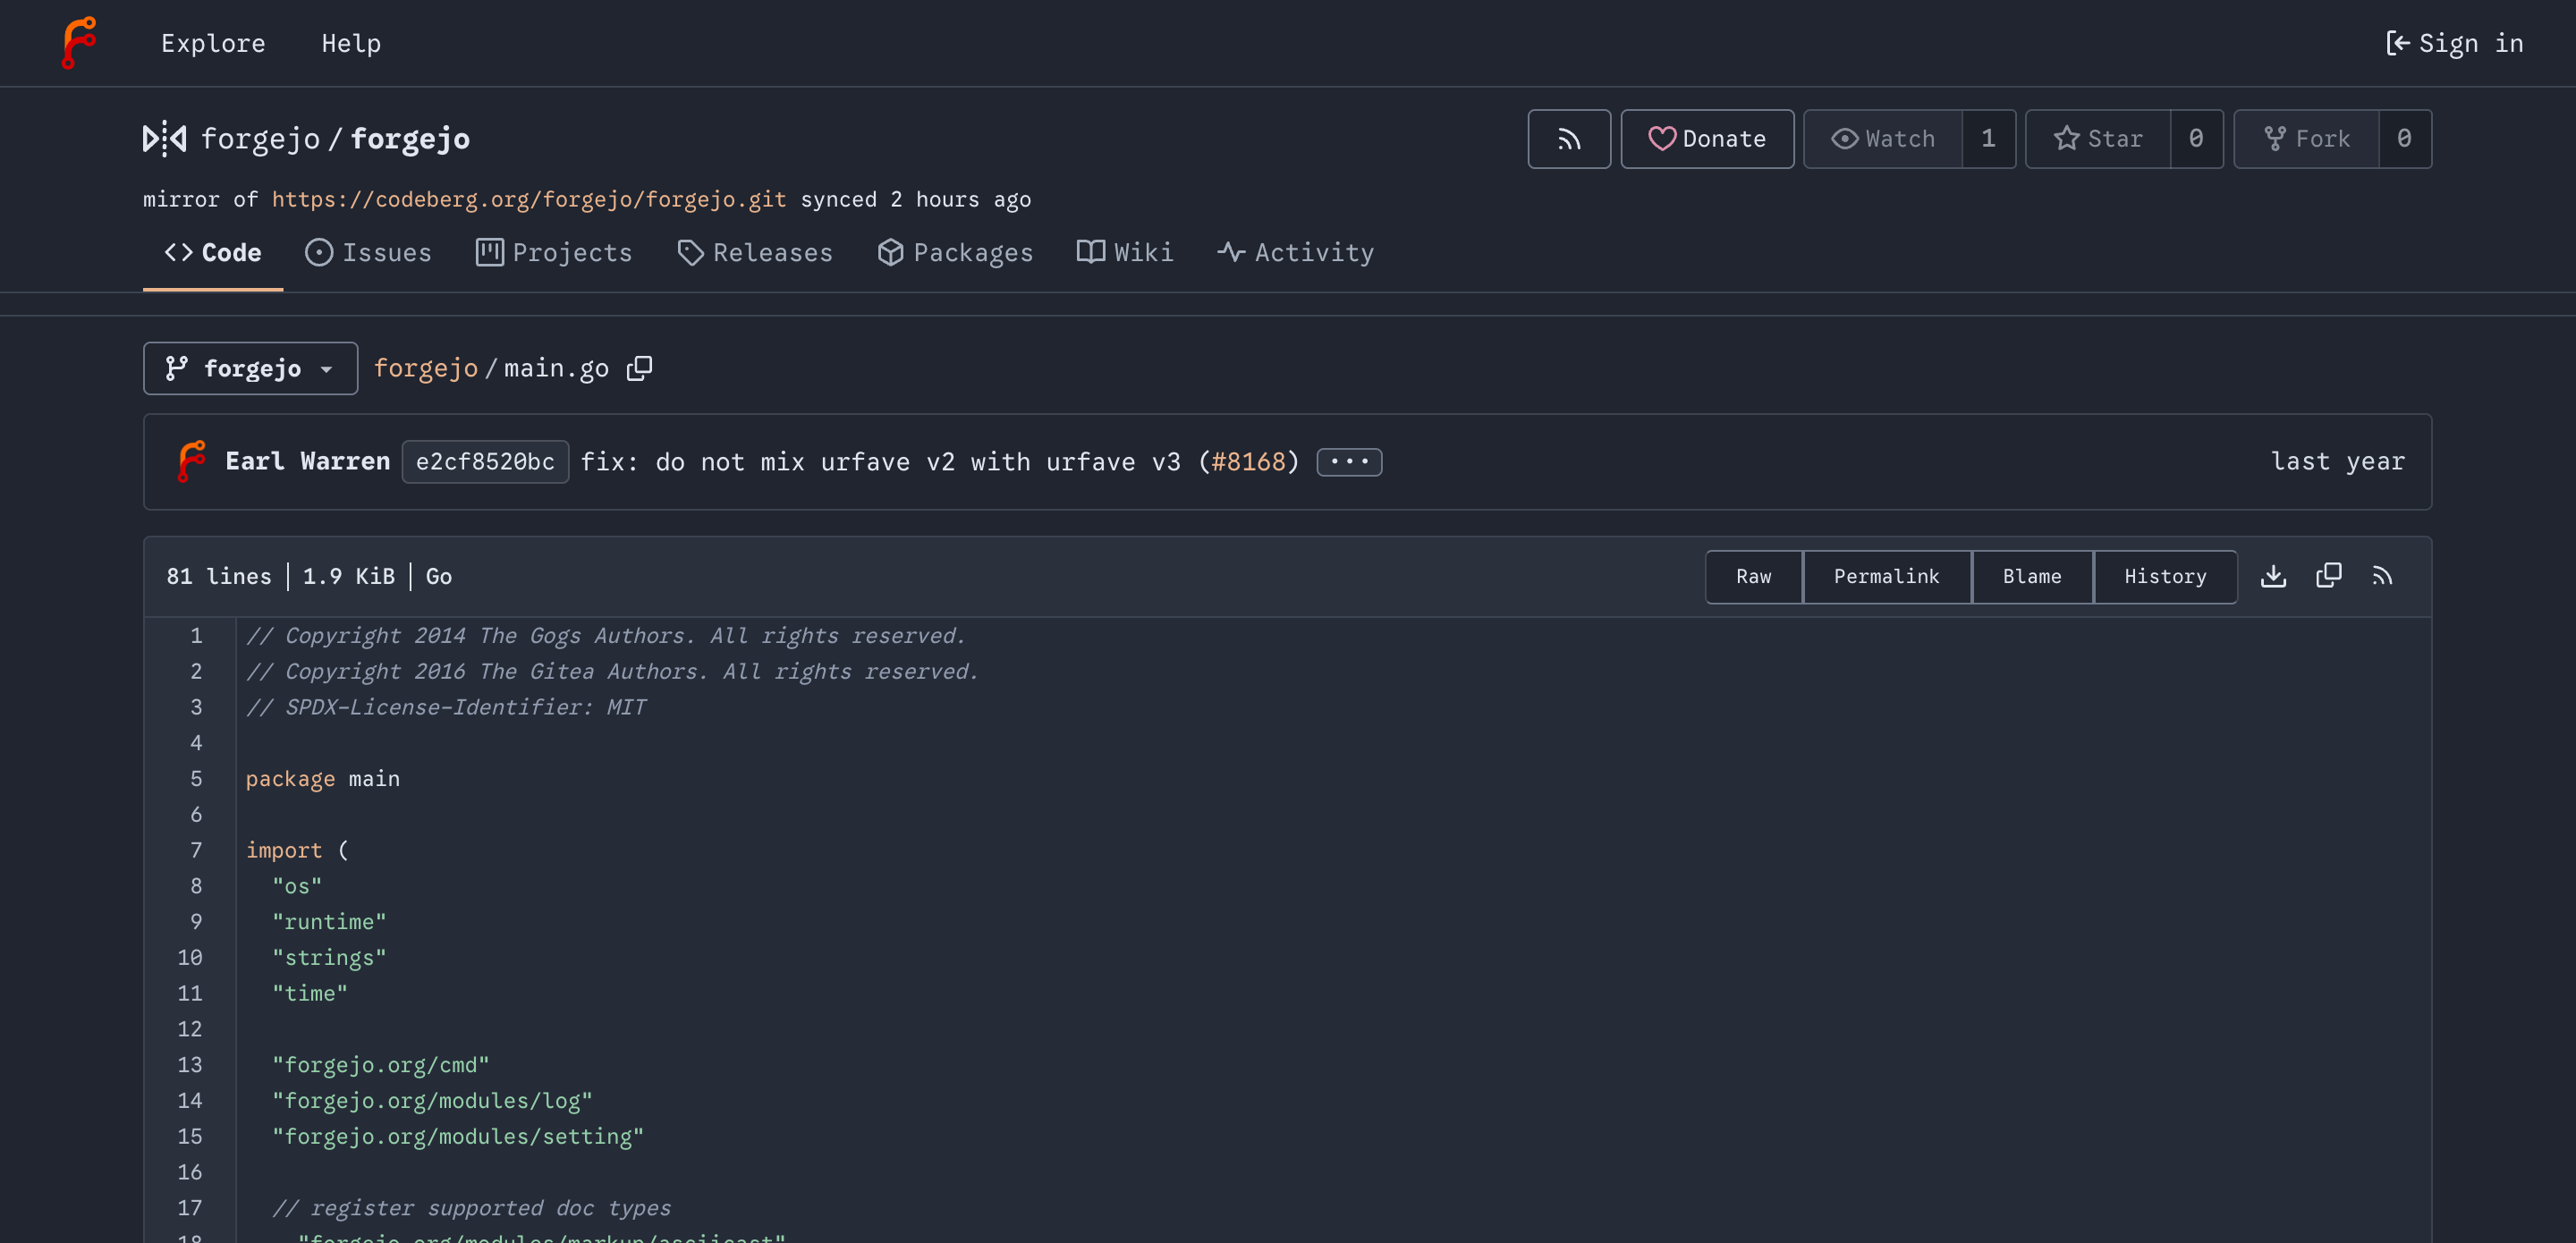 Explore Help Sign in
forgejo/forgejo Donate Watch 1 Star 0 Fork 0
mirror of https://codeberg.org/forgejo/forgejo.git synced 2 hours ago
Code Issues Projects Releases Packages Wiki Activity
forgejo forgejo/main.go
Earl Warren e2cf8520bc fix: do not mix urfave v2 with urfave v3 (#8168) ··· last year
81 lines | 1.9 KiB | Go Raw Permalink Blame History
1 // Copyright 2014 The Gogs Authors. All rights reserved.
2 // Copyright 2016 The Gitea Authors. All rights reserved.
3 // SPDX-License-Identifier: MIT
4
5 package main
6
7 import (
8 "os"
9 "runtime"
10 "strings"
11 "time"
12
13 "forgejo.org/cmd"
14 "forgejo.org/modules/log"
15 "forgejo.org/modules/setting"
16
17 // register supported doc types
18 "forgejo.org/modules/markup/asciicast"